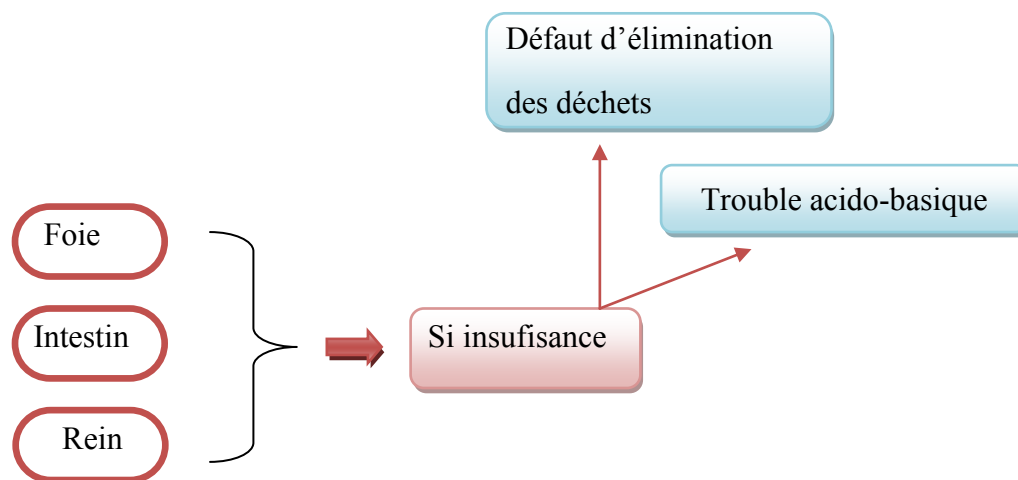 Défaut d’élimination
des déchets
Trouble acido-basique
Foie
Intestin
Si insufisance
Rein